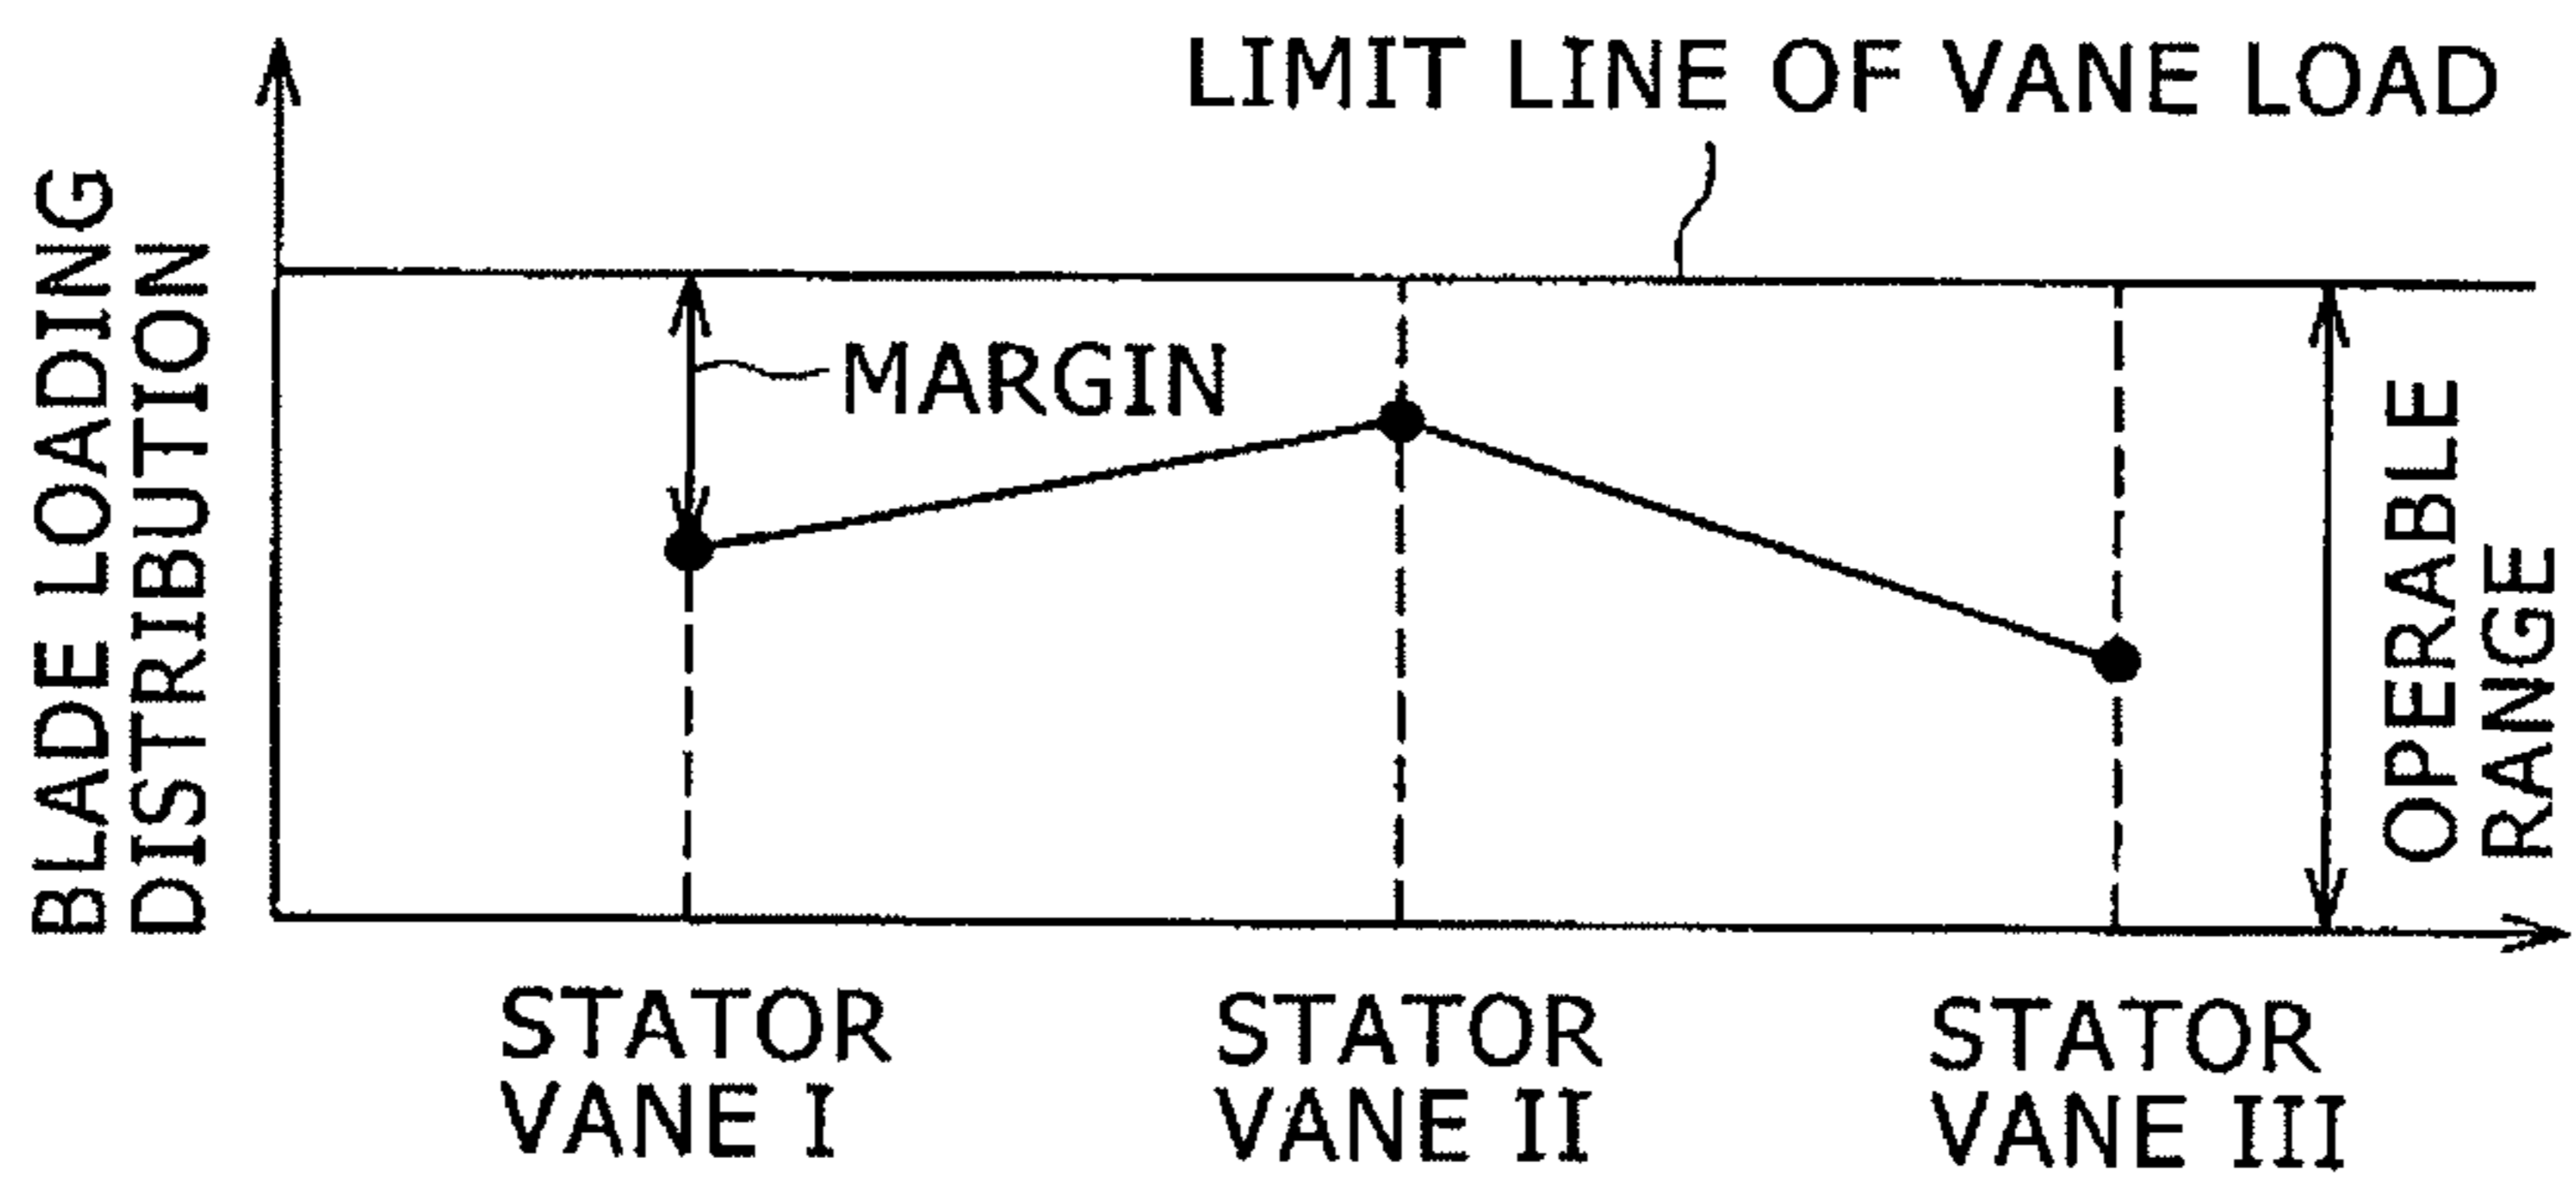 LIMIT LINE OF VANE LOAD
BLADE LOADING
DISTRIBUTION
MARGIN
OPERABLE
RANGE
STATOR
VANE I
STATOR
VANE II
STATOR
VANE III